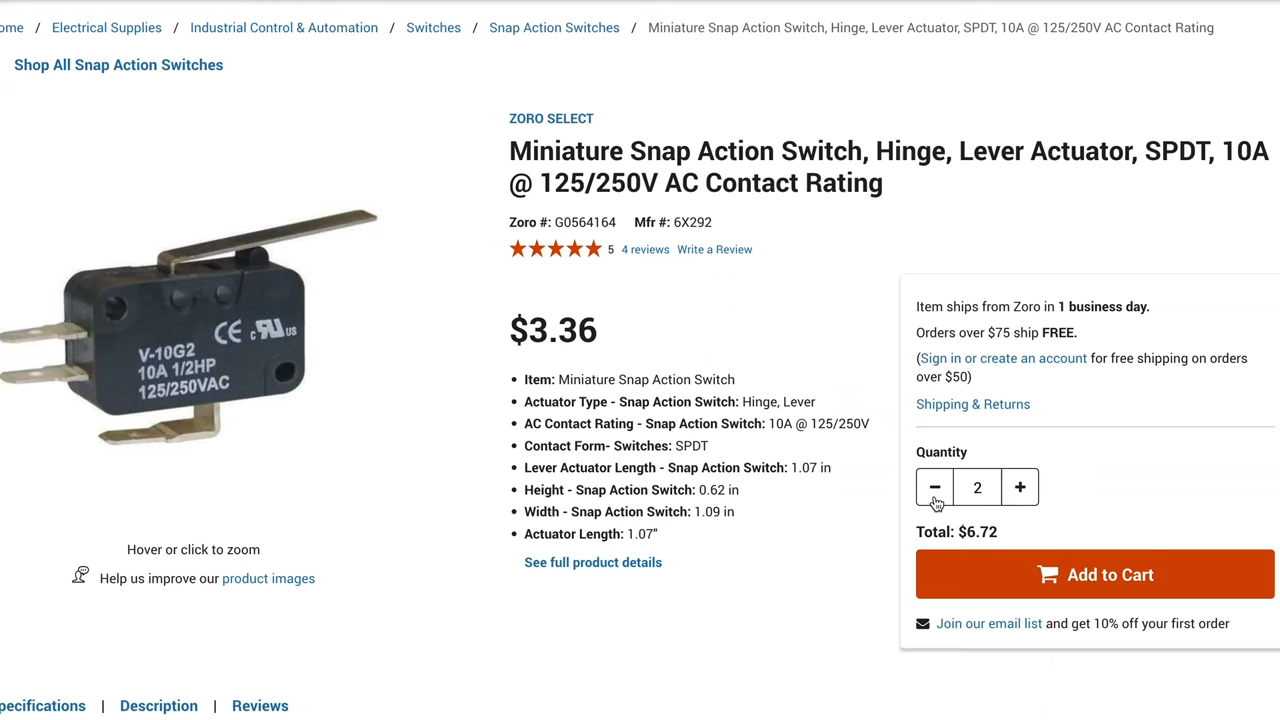 ome / Electrical Supplies / Industrial Control & Automation / Switches / Snap Action Switches / Miniature Snap Action Switch, Hinge, Lever Actuator, SPDT, 10A @ 125/250V AC Contact Rating
Shop All Snap Action Switches
ZORO SELECT
Miniature Snap Action Switch, Hinge, Lever Actuator, SPDT, 10A
@ 125/250V AC Contact Rating
Zoro #: G0564164 Mfr #: 6X292
5 4 reviews Write a Review
$3.36
• Item: Miniature Snap Action Switch
• Actuator Type - Snap Action Switch: Hinge, Lever
• AC Contact Rating - Snap Action Switch: 10A @ 125/250V
• Contact Form- Switches: SPDT
• Lever Actuator Length - Snap Action Switch: 1.07 in
• Height - Snap Action Switch: 0.62 in
• Width - Snap Action Switch: 1.09 in
• Actuator Length: 1.07"
See full product details
CE c RU US
V-10G2
10A 1/2HP
125/250VAC
Hover or click to zoom
Help us improve our product images
Item ships from Zoro in 1 business day.
Orders over $75 ship FREE.
(Sign in or create an account for free shipping on orders
over $50)
Shipping & Returns
Quantity
− 2 +
Total: $6.72
Add to Cart
Join our email list and get 10% off your first order
pecifications | Description | Reviews